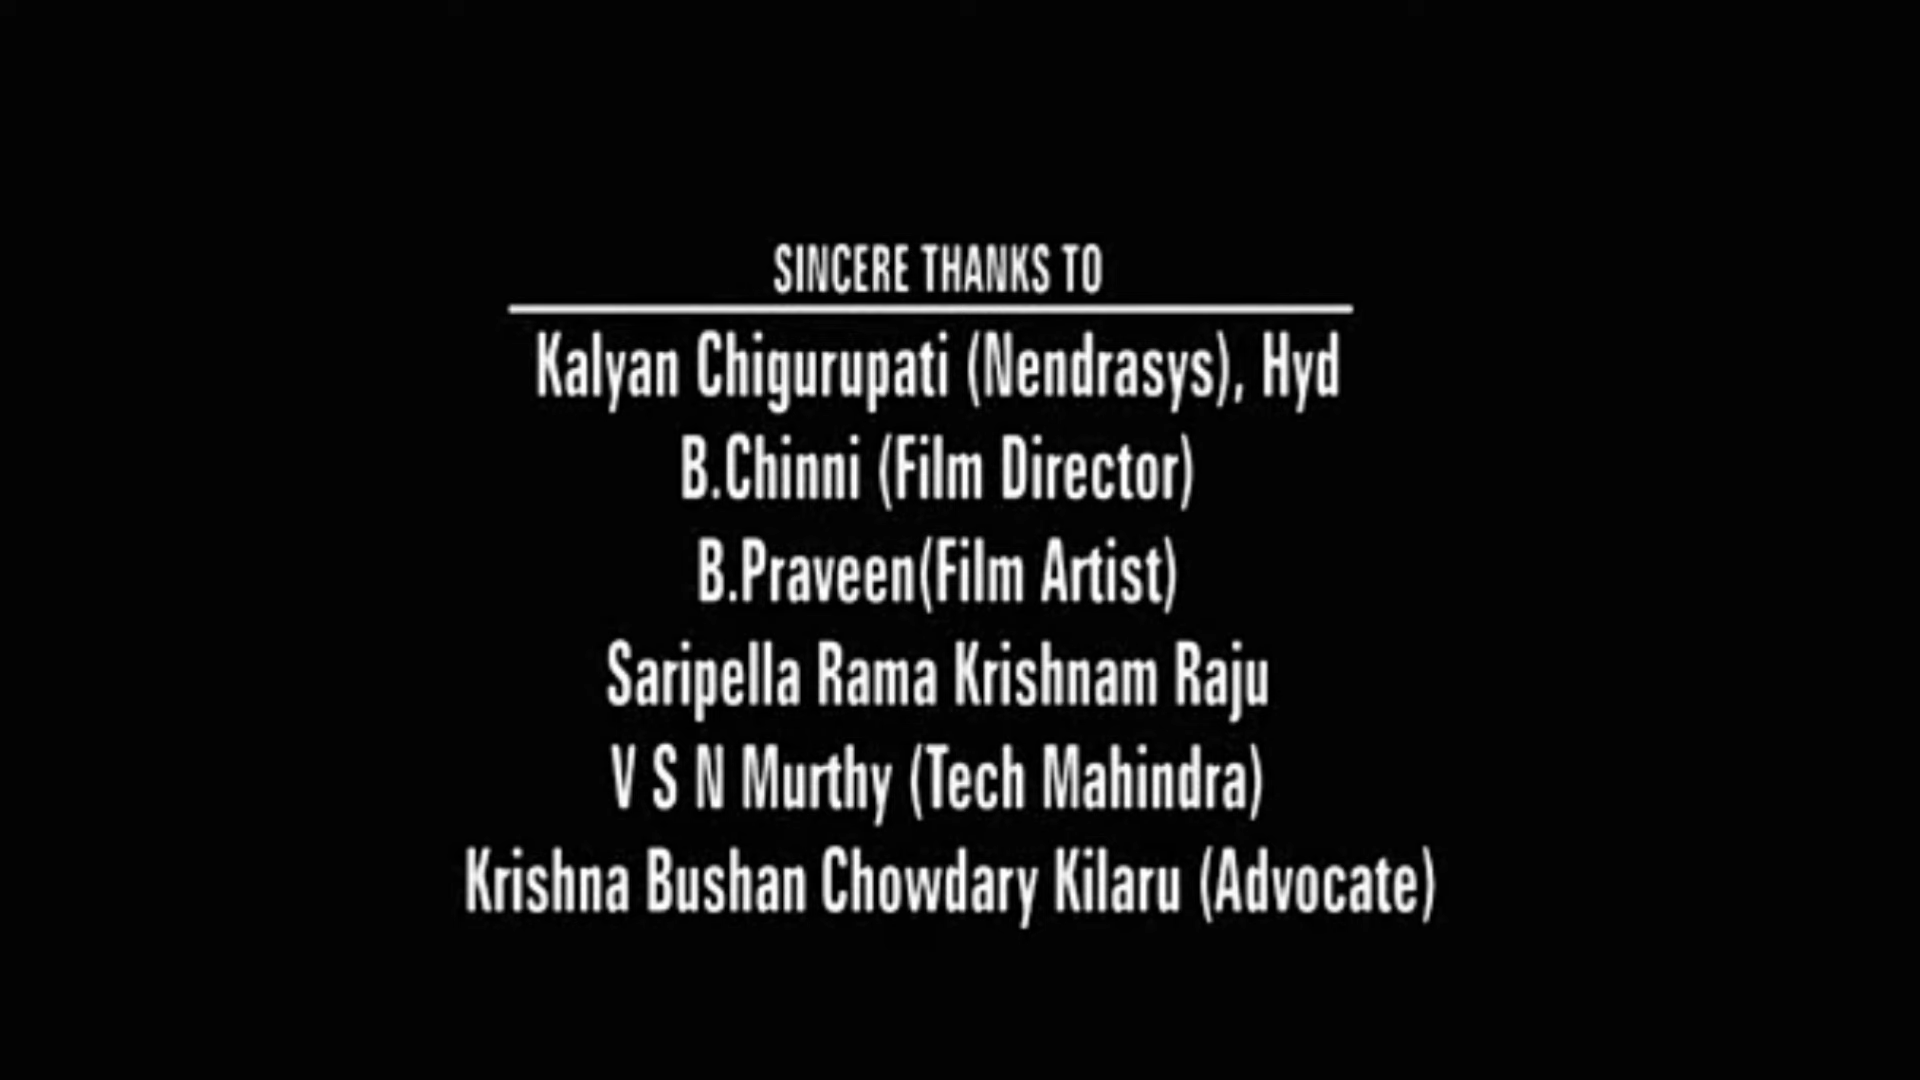 SINCERE THANKS TO
Kalyan Chigurupati (Nendrasys), Hyd
B.Chinni (Film Director)
B.Praveen(Film Artist)
Saripella Rama Krishnam Raju
V S N Murthy (Tech Mahindra)
Krishna Bushan Chowdary Kilaru (Advocate)